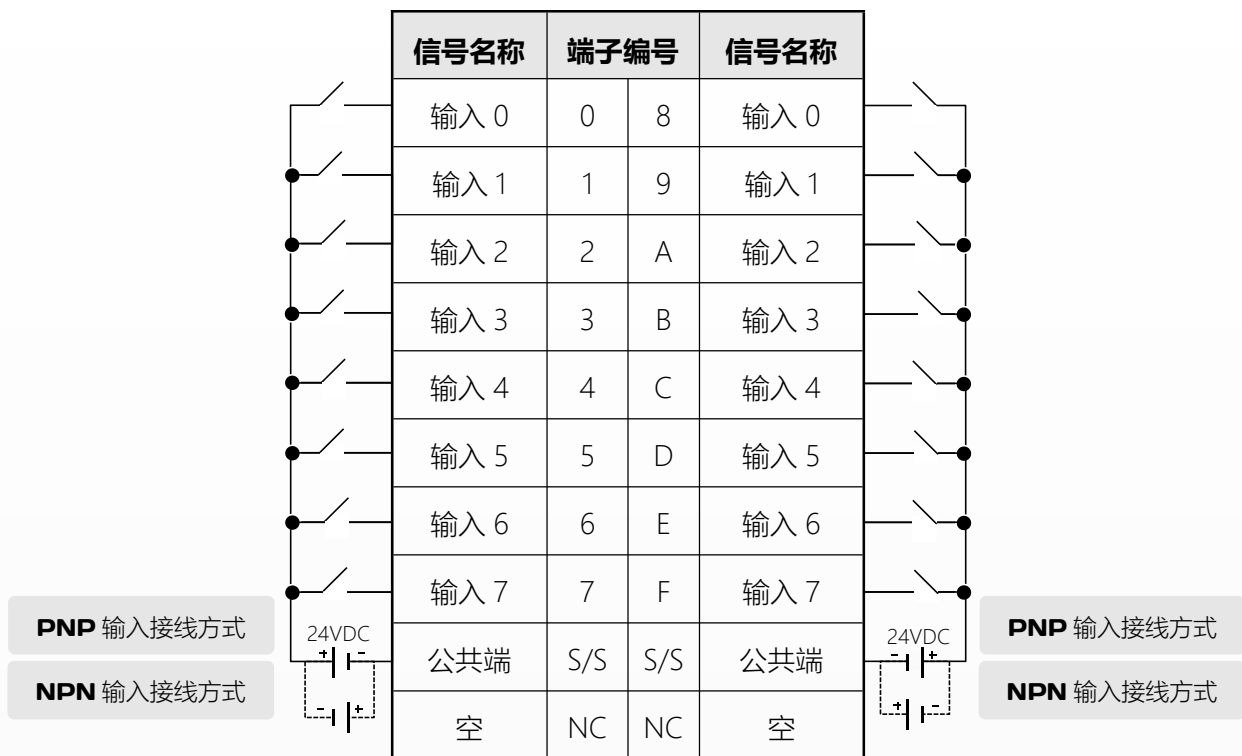 信号名称 端子编号 信号名称
输入 0 0 8 输入 0
输入 1 1 9 输入 1
输入 2 2 A 输入 2
输入 3 3 B 输入 3
输入 4 4 C 输入 4
输入 5 5 D 输入 5
输入 6 6 E 输入 6
输入 7 7 F 输入 7
PNP 输入接线方式 24VDC 24VDC PNP 输入接线方式
+ - 公共端 S/S S/S 公共端 - +
NPN 输入接线方式 NPN 输入接线方式
- + 空 NC NC 空 + -